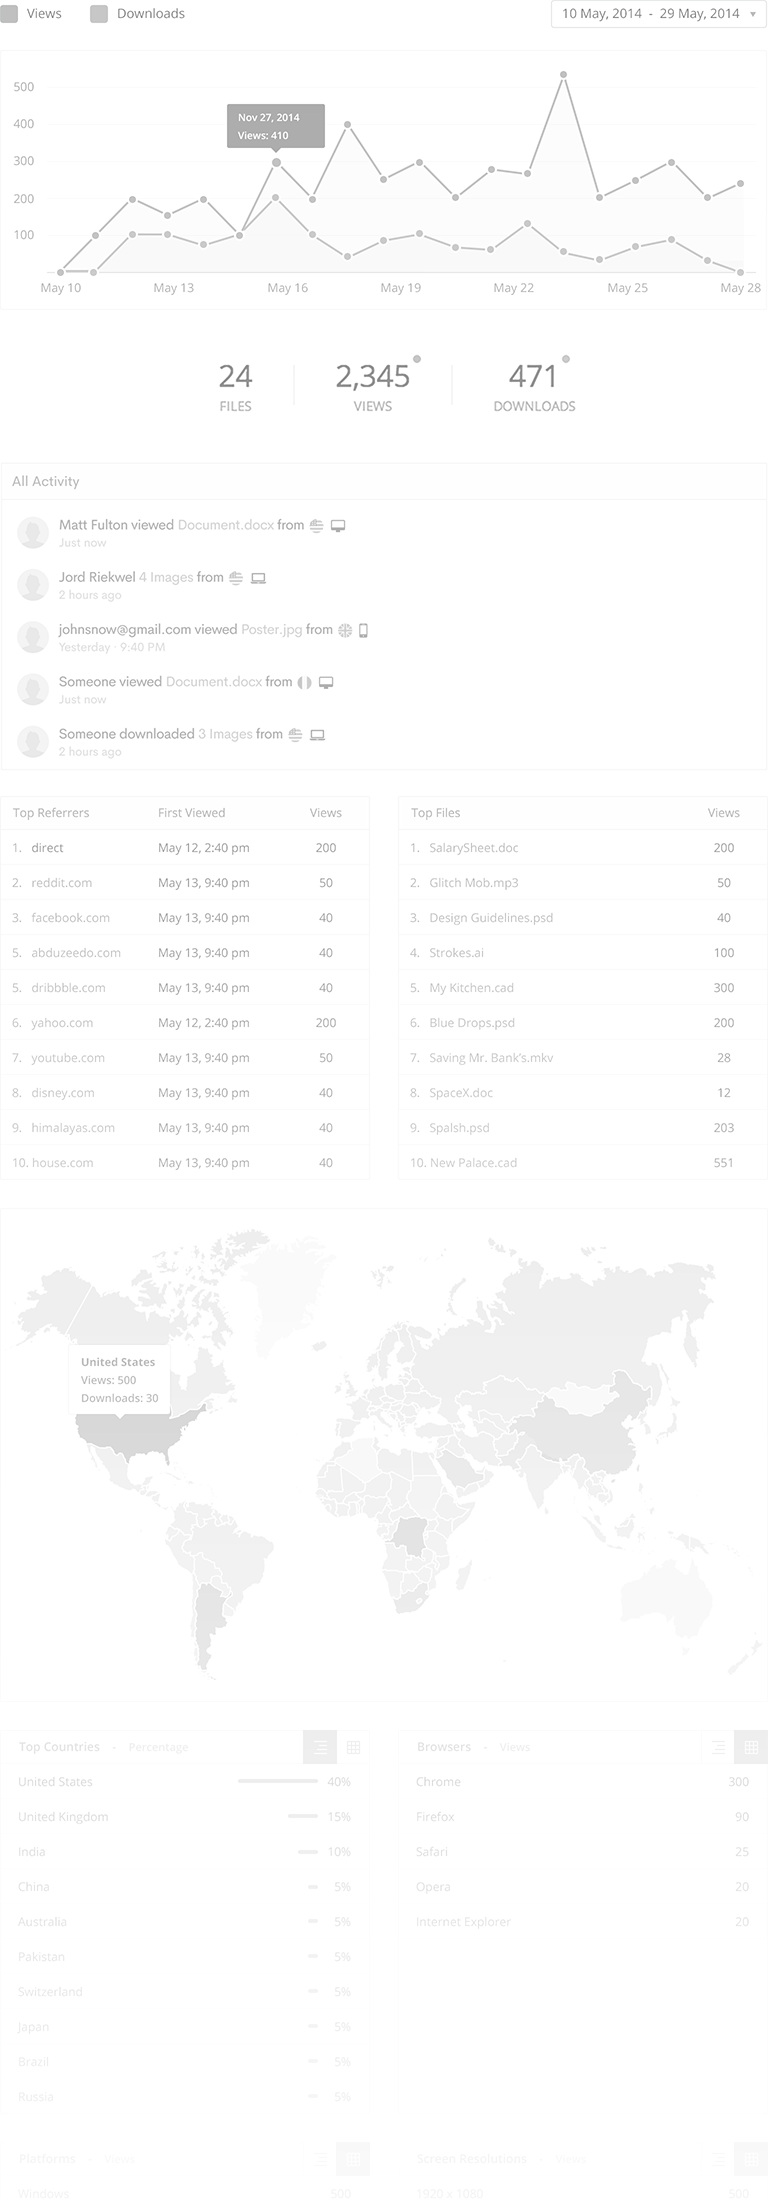 Views Downloads 10 May, 2014 - 29 May, 2014
500
400
300
200
100
Nov 27, 2014
Views: 410
May 10 May 13 May 16 May 19 May 22 May 25 May 28
24 2,345 471
FILES VIEWS DOWNLOADS
All Activity
Matt Fulton viewed Document.docx from
Just now
Jord Riekwel 4 Images from
2 hours ago
johnsnow@gmail.com viewed Poster.jpg from
Yesterday · 9:40 PM
Someone viewed Document.docx from
Just now
Someone downloaded 3 Images from
2 hours ago
Top Referrers First Viewed Views
1. direct May 12, 2:40 pm 200
2. reddit.com May 13, 9:40 pm 50
3. facebook.com May 13, 9:40 pm 40
5. abduzeedo.com May 13, 9:40 pm 40
5. dribbble.com May 13, 9:40 pm 40
6. yahoo.com May 12, 2:40 pm 200
7. youtube.com May 13, 9:40 pm 50
8. disney.com May 13, 9:40 pm 40
9. himalayas.com May 13, 9:40 pm 40
10. house.com May 13, 9:40 pm 40
Top Files Views
1. SalarySheet.doc 200
2. Glitch Mob.mp3 50
3. Design Guidelines.psd 40
4. Strokes.ai 100
5. My Kitchen.cad 300
6. Blue Drops.psd 200
7. Saving Mr. Bank's.mkv 28
8. SpaceX.doc 12
9. Spalsh.psd 203
10. New Palace.cad 551
United States
Views: 500
Downloads: 30
Top Countries - Percentage
United States 40%
United Kingdom 15%
India 10%
China 5%
Australia 5%
Pakistan 5%
Switzerland 5%
Japan 5%
Brazil 5%
Russia 5%
Browsers - Views
Chrome 300
Firefox 90
Safari 25
Opera 20
Internet Explorer 20
Platforms - Views
Windows 500
Screen Resolutions - Views
1920 x 1080 500